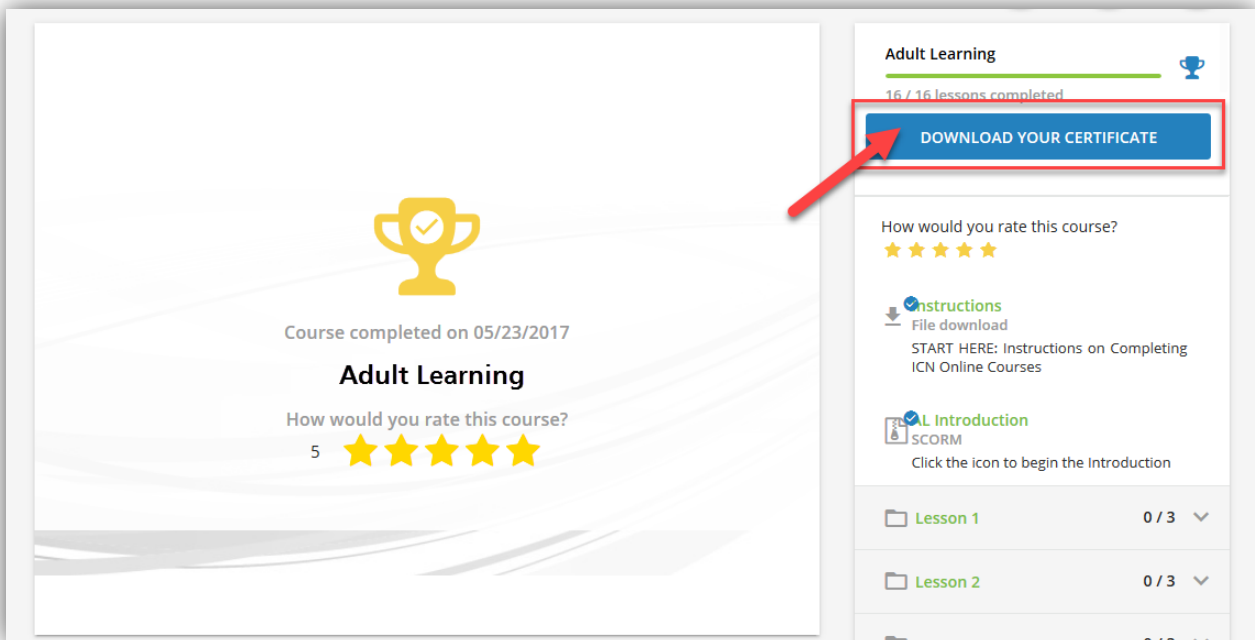 Course completed on 05/23/2017
Adult Learning
How would you rate this course?
5
Adult Learning
16 / 16 lessons completed
DOWNLOAD YOUR CERTIFICATE
How would you rate this course?
Instructions
File download
START HERE: Instructions on Completing
ICN Online Courses
AL Introduction
SCORM
Click the icon to begin the Introduction
Lesson 1 0 / 3
Lesson 2 0 / 3